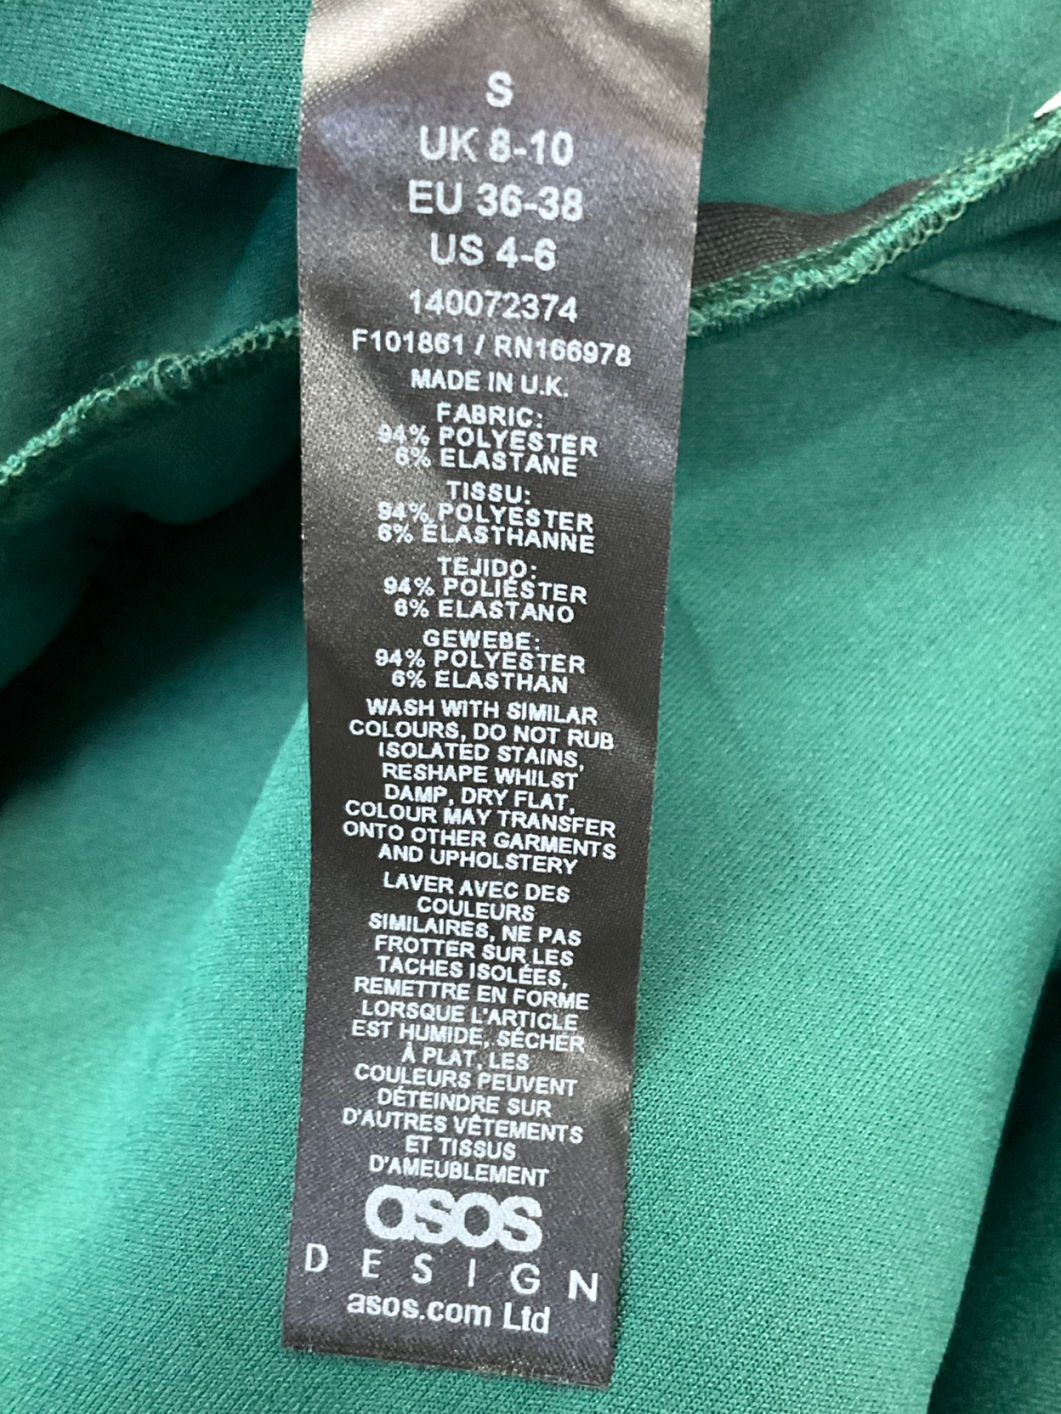 S
UK 8-10
EU 36-38
US 4-6
140072374
F101861 / RN166978
MADE IN U.K.
FABRIC:
94% POLYESTER
6% ELASTANE
TISSU:
94% POLYESTER
6% ELASTHANNE
TEJIDO:
94% POLIÉSTER
6% ELASTANO
GEWEBE:
94% POLYESTER
6% ELASTHAN
WASH WITH SIMILAR
COLOURS, DO NOT RUB
ISOLATED STAINS,
RESHAPE WHILST
DAMP, DRY FLAT,
COLOUR MAY TRANSFER
ONTO OTHER GARMENTS
AND UPHOLSTERY
LAVER AVEC DES
COULEURS
SIMILAIRES, NE PAS
FROTTER SUR LES
TACHES ISOLÉES,
REMETTRE EN FORME
LORSQUE L'ARTICLE
EST HUMIDE, SÉCHER
À PLAT, LES
COULEURS PEUVENT
DÉTEINDRE SUR
D'AUTRES VÊTEMENTS
ET TISSUS
D'AMEUBLEMENT
asos
DESIGN
asos.com Ltd